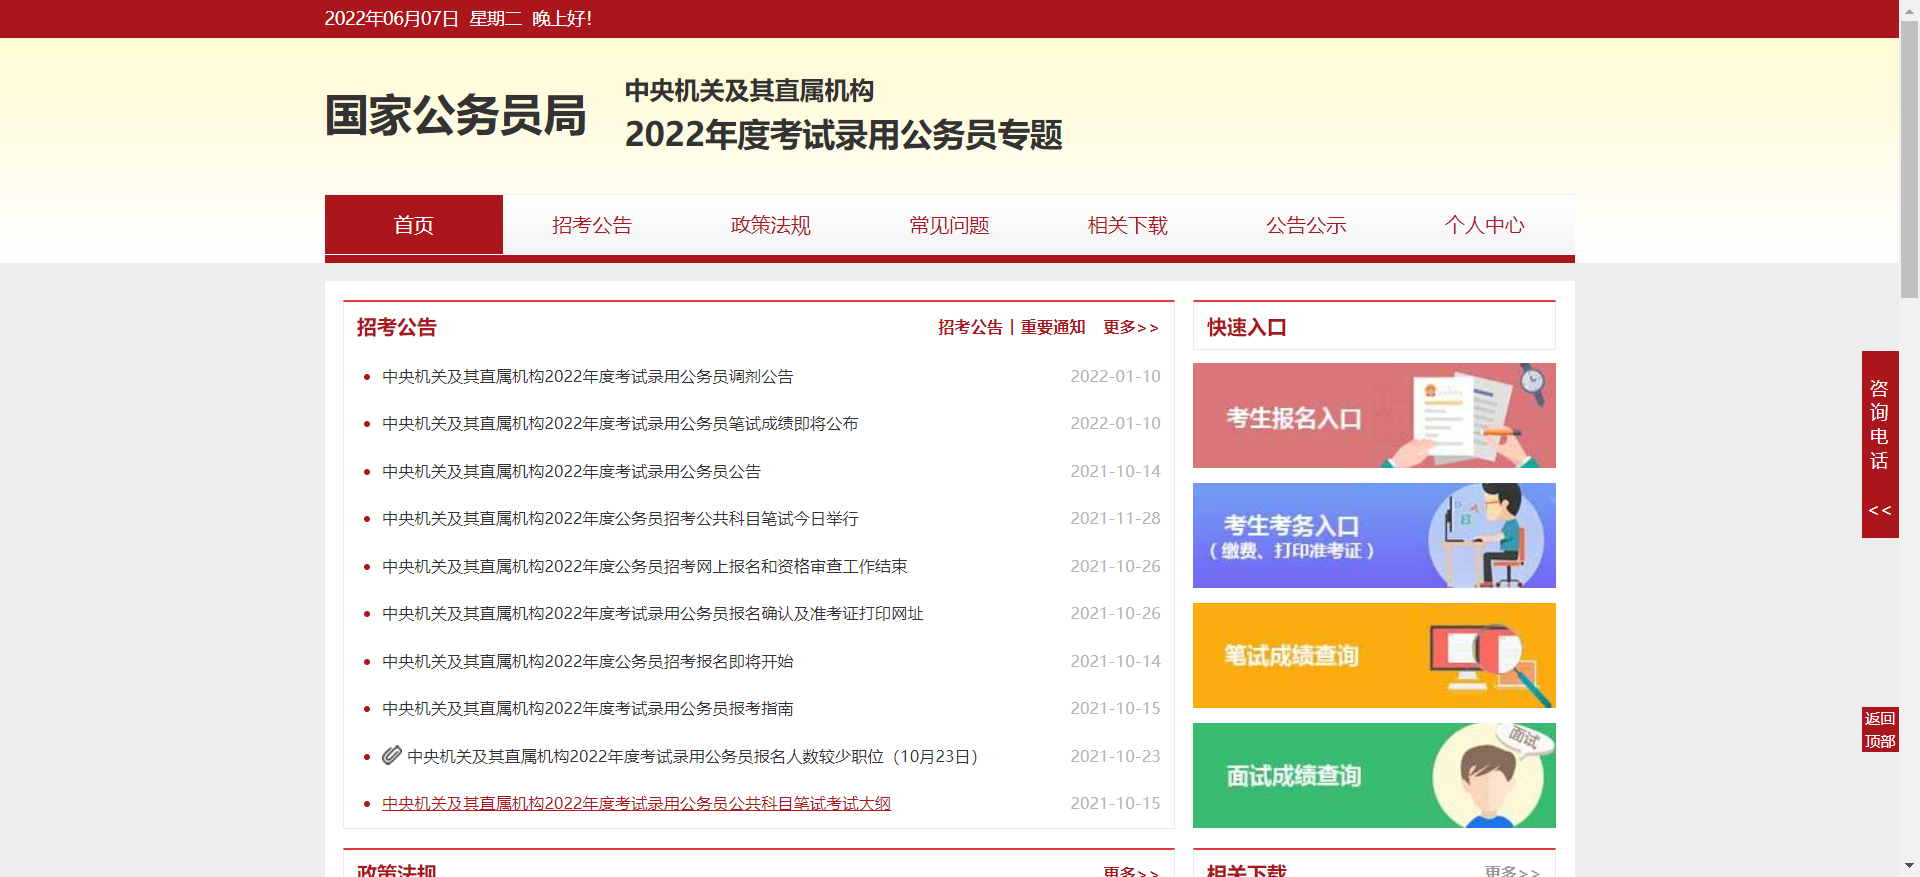 2022年06月07日 星期二 晚上好!
国家公务员局
中央机关及其直属机构
2022年度考试录用公务员专题
首页 招考公告 政策法规 常见问题 相关下载 公告公示 个人中心
招考公告 招考公告 | 重要通知 更多>>
中央机关及其直属机构2022年度考试录用公务员调剂公告 2022-01-10
中央机关及其直属机构2022年度考试录用公务员笔试成绩即将公布 2022-01-10
中央机关及其直属机构2022年度考试录用公务员公告 2021-10-14
中央机关及其直属机构2022年度公务员招考公共科目笔试今日举行 2021-11-28
中央机关及其直属机构2022年度公务员招考网上报名和资格审查工作结束 2021-10-26
中央机关及其直属机构2022年度考试录用公务员报名确认及准考证打印网址 2021-10-26
中央机关及其直属机构2022年度公务员招考报名即将开始 2021-10-14
中央机关及其直属机构2022年度考试录用公务员报考指南 2021-10-15
中央机关及其直属机构2022年度考试录用公务员报名人数较少职位（10月23日） 2021-10-23
中央机关及其直属机构2022年度考试录用公务员公共科目笔试考试大纲 2021-10-15
快速入口
考生报名入口
考生考务入口
（缴费、打印准考证）
笔试成绩查询
面试成绩查询
面试
咨询电话
<<
返回
顶部
政策法规 更多>>
相关下载 更多>>